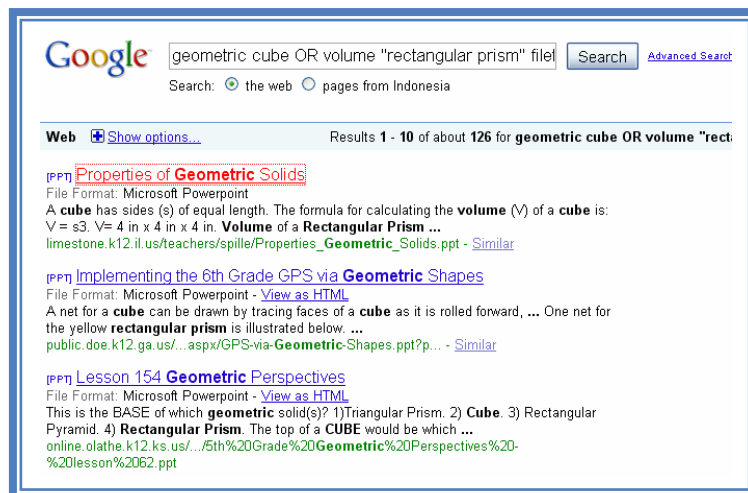 Google
geometric cube OR volume "rectangular prism" filet
Search
Advanced Search
Search: the web pages from Indonesia
Web Show options... Results 1 - 10 of about 126 for geometric cube OR volume "recta
[PPT] Properties of Geometric Solids
File Format: Microsoft Powerpoint
A cube has sides (s) of equal length. The formula for calculating the volume (V) of a cube is:
V = s3. V= 4 in x 4 in x 4 in. Volume of a Rectangular Prism ...
limestone.k12.il.us/teachers/spille/Properties_Geometric_Solids.ppt - Similar
[PPT] Implementing the 6th Grade GPS via Geometric Shapes
File Format: Microsoft Powerpoint - View as HTML
A net for a cube can be drawn by tracing faces of a cube as it is rolled forward, ... One net for
the yellow rectangular prism is illustrated below. ...
public.doe.k12.ga.us/...aspx/GPS-via-Geometric-Shapes.ppt?p... - Similar
[PPT] Lesson 154 Geometric Perspectives
File Format: Microsoft Powerpoint - View as HTML
This is the BASE of which geometric solid(s)? 1)Triangular Prism. 2) Cube. 3) Rectangular
Pyramid. 4) Rectangular Prism. The top of a CUBE would be which ...
online.olathe.k12.ks.us/.../5th%20Grade%20Geometric%20Perspectives%20-
%20lesson%2062.ppt